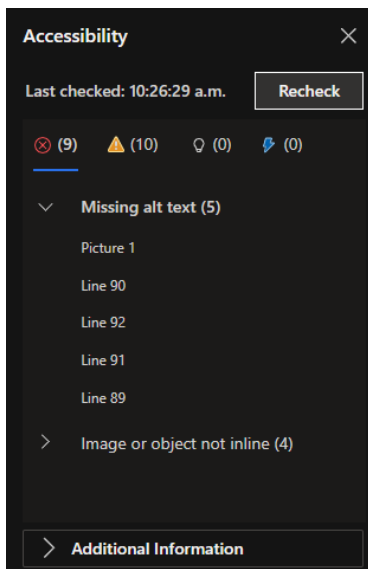 Accessibility
Last checked: 10:26:29 a.m. Recheck
(9) (10) (0) (0)
Missing alt text (5)
Picture 1
Line 90
Line 92
Line 91
Line 89
Image or object not inline (4)
Additional Information